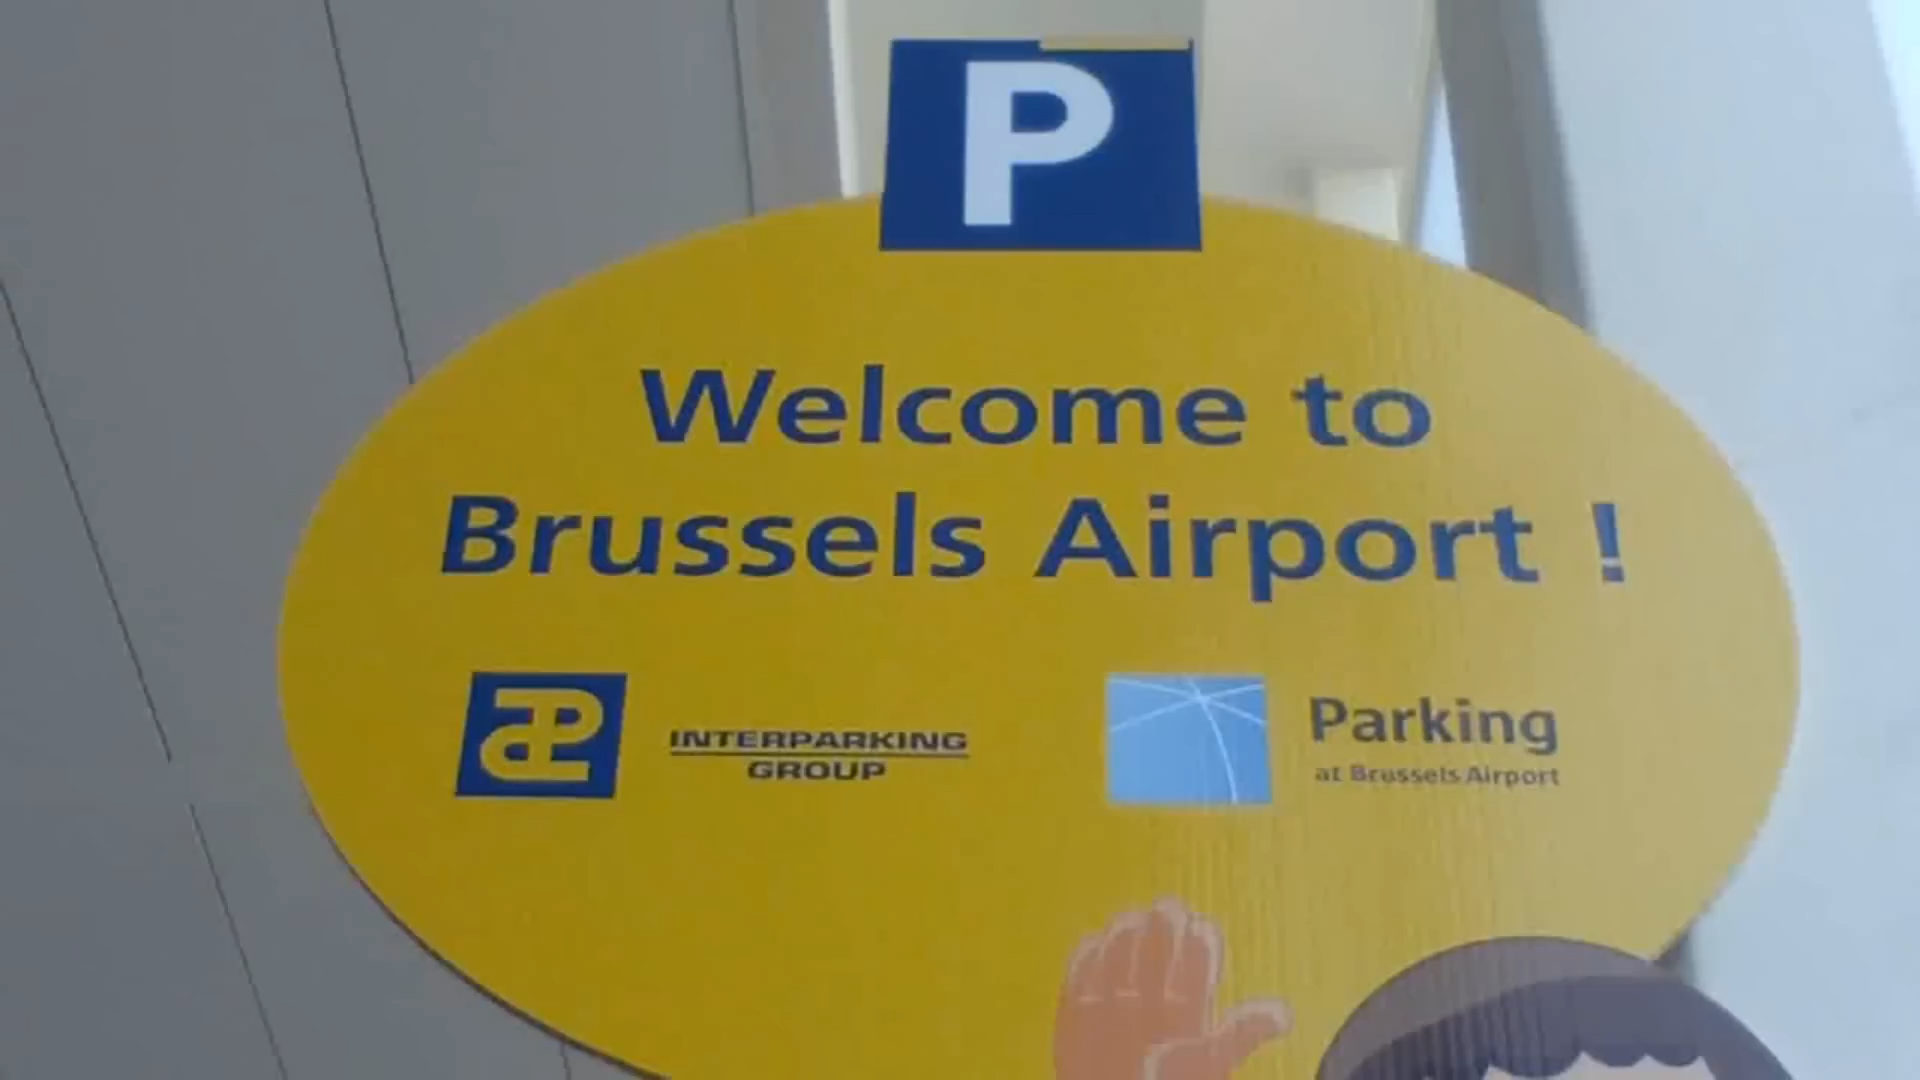 P
Welcome to
Brussels Airport !
INTERPARKING
GROUP
Parking
at Brussels Airport